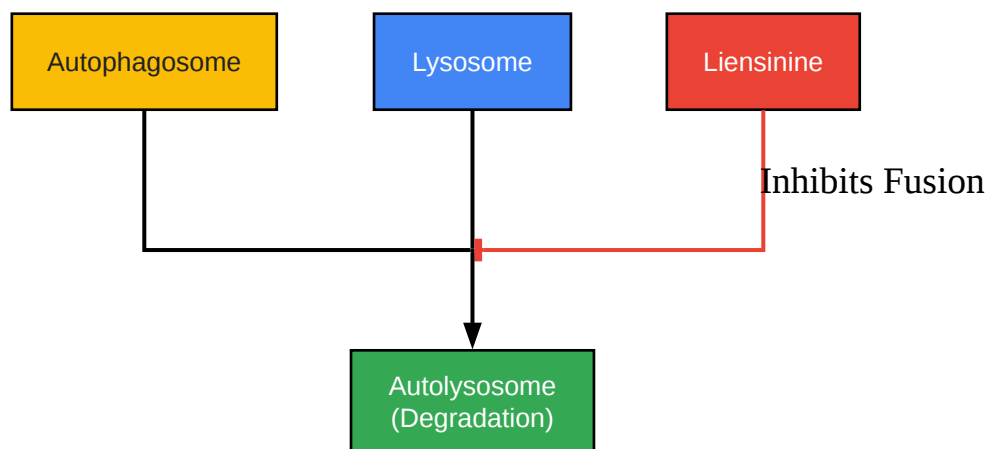 Autophagosome
Lysosome
Liensinine
Inhibits Fusion
Autolysosome
(Degradation)